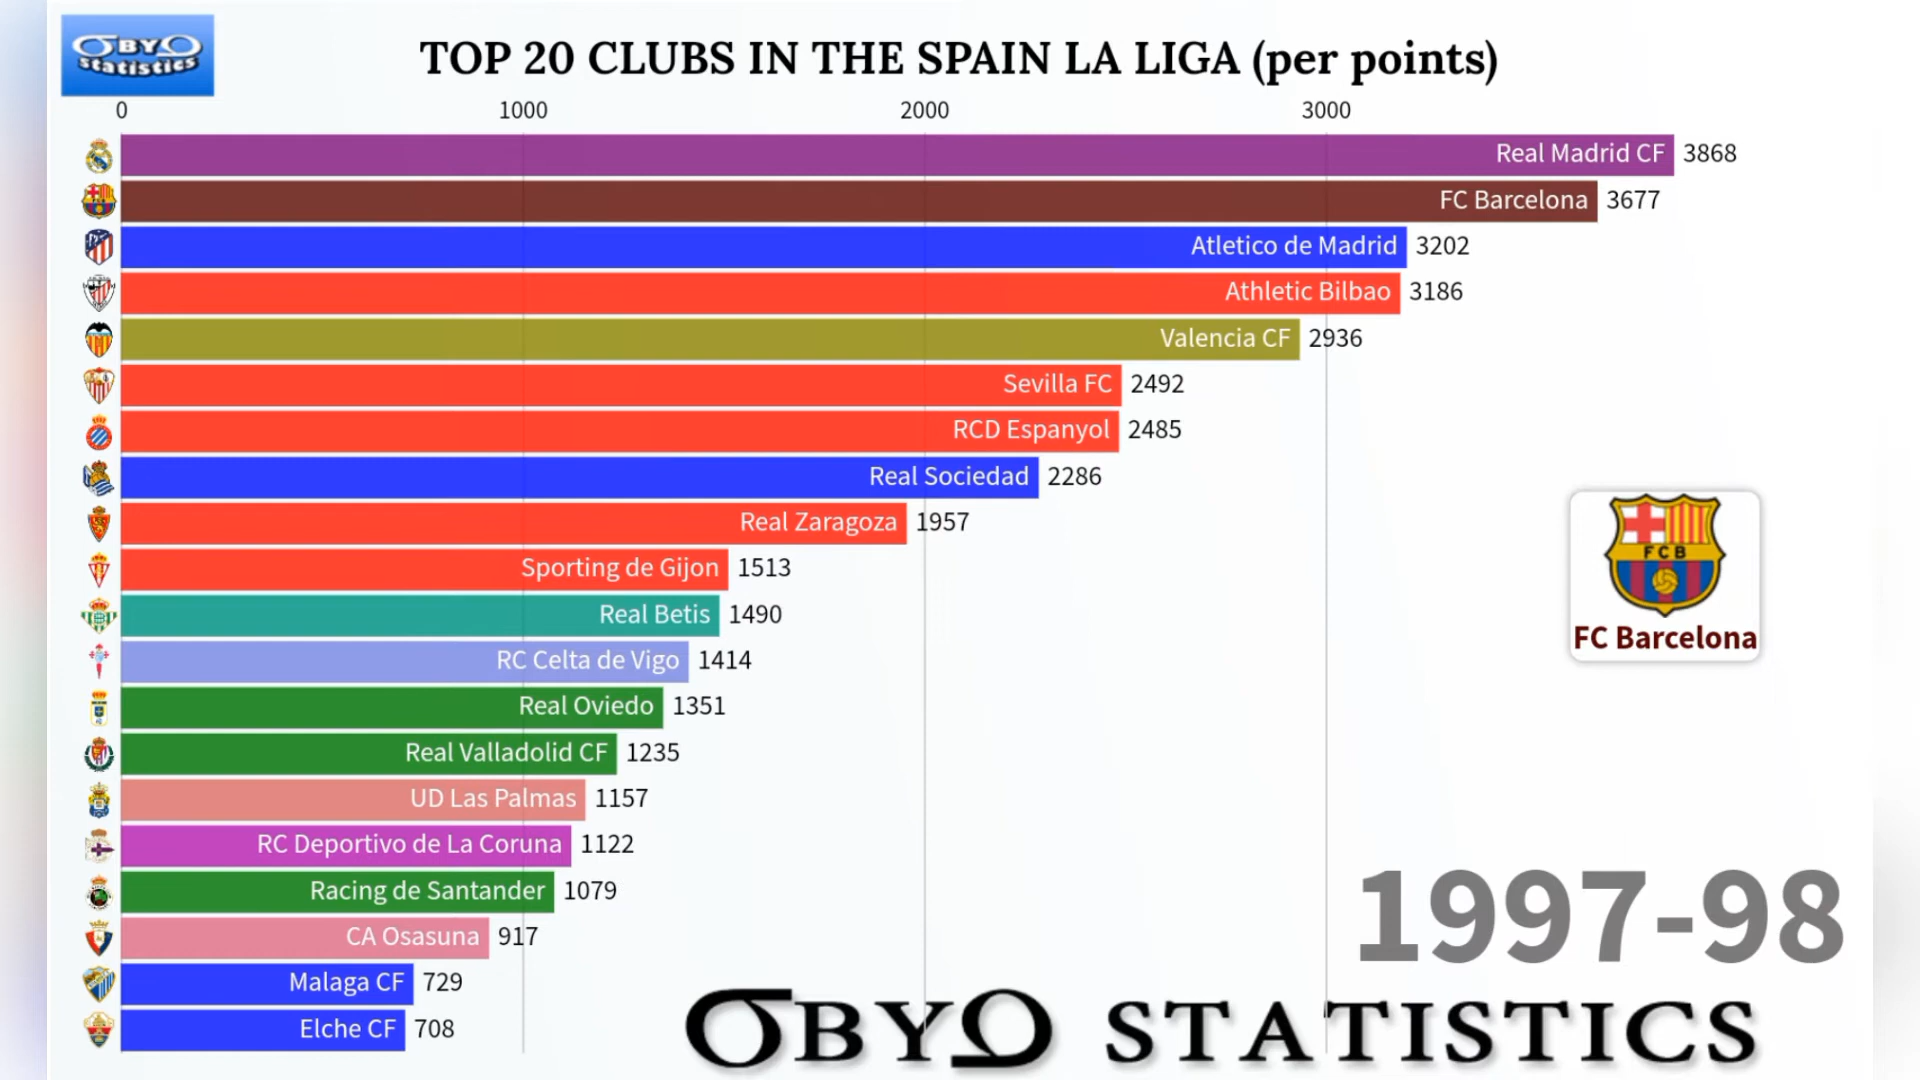 OBYO
statistics
TOP 20 CLUBS IN THE SPAIN LA LIGA (per points)
0 1000 2000 3000
Real Madrid CF 3868
FC Barcelona 3677
Atletico de Madrid 3202
Athletic Bilbao 3186
Valencia CF 2936
Sevilla FC 2492
RCD Espanyol 2485
Real Sociedad 2286
Real Zaragoza 1957
Sporting de Gijon 1513
Real Betis 1490
RC Celta de Vigo 1414
Real Oviedo 1351
Real Valladolid CF 1235
UD Las Palmas 1157
RC Deportivo de La Coruna 1122
Racing de Santander 1079
CA Osasuna 917
Malaga CF 729
Elche CF 708
FCB
FC Barcelona
1997-98
OBYO STATISTICS